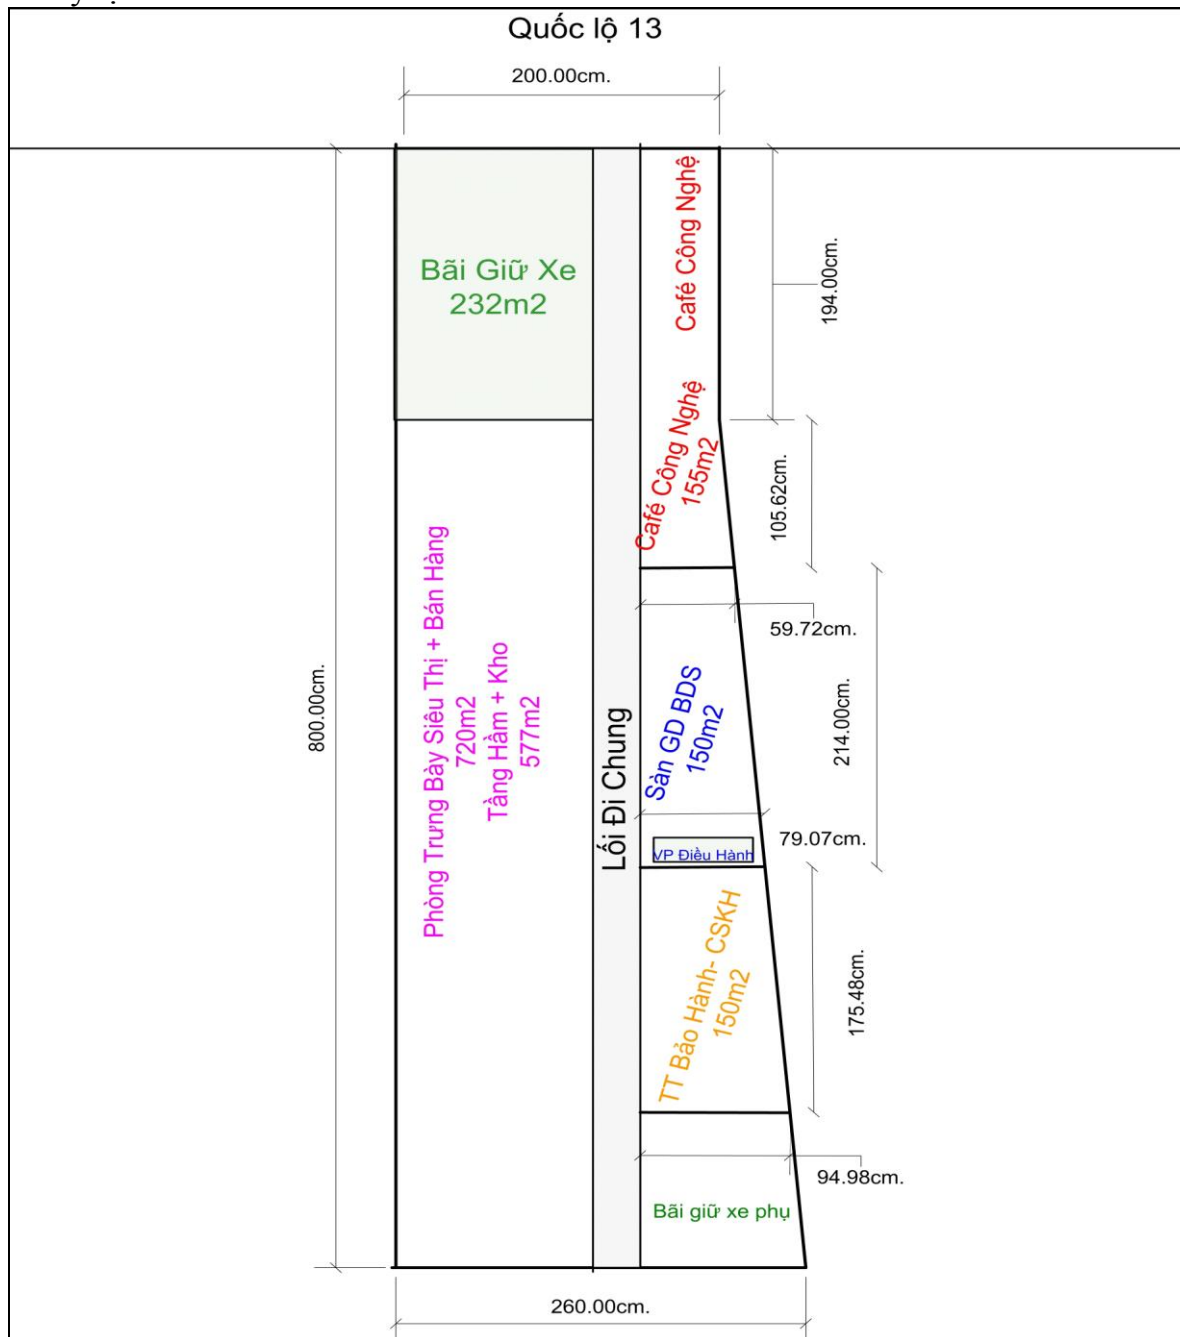 Quốc lộ 13
200.00cm.
Bãi Giữ Xe
232m2
Café Công Nghệ
194.00cm.
Café Công Nghệ
155m2
105.62cm.
59.72cm.
Phòng Trưng Bày Siêu Thị + Bán Hàng
720m2
Tầng Hầm + Kho
577m2
800.00cm.
Lối Đi Chung
Sàn GD BDS
150m2
214.00cm.
79.07cm.
VP Điều Hành
TT Bảo Hành- CSKH
150m2
175.48cm.
94.98cm.
Bãi giữ xe phụ
260.00cm.